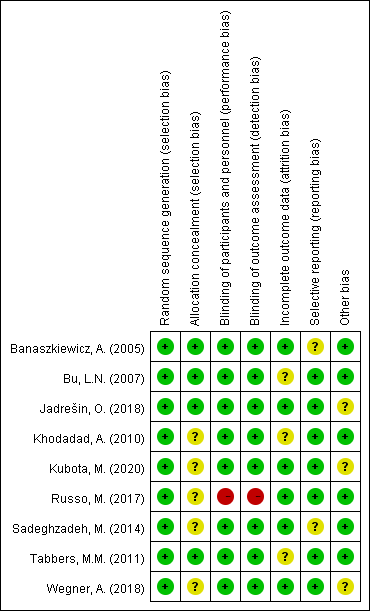 Random sequence generation (selection bias)
Allocation concealment (selection bias)
Blinding of participants and personnel (performance bias)
Blinding of outcome assessment (detection bias)
Incomplete outcome data (attrition bias)
Selective reporting (reporting bias)
Other bias
Banaszkiewicz, A. (2005) + + + + + ? +
Bu, L.N. (2007) + + + + ? + +
Jadrešin, O. (2018) + + + + + + ?
Khodadad, A. (2010) + ? + + ? + +
Kubota, M. (2020) + ? + + + + ?
Russo, M. (2017) + ? - - + + +
Sadeghzadeh, M. (2014) + ? + + + ? +
Tabbers, M.M. (2011) + + + + ? + +
Wegner, A. (2018) + ? + + + + ?